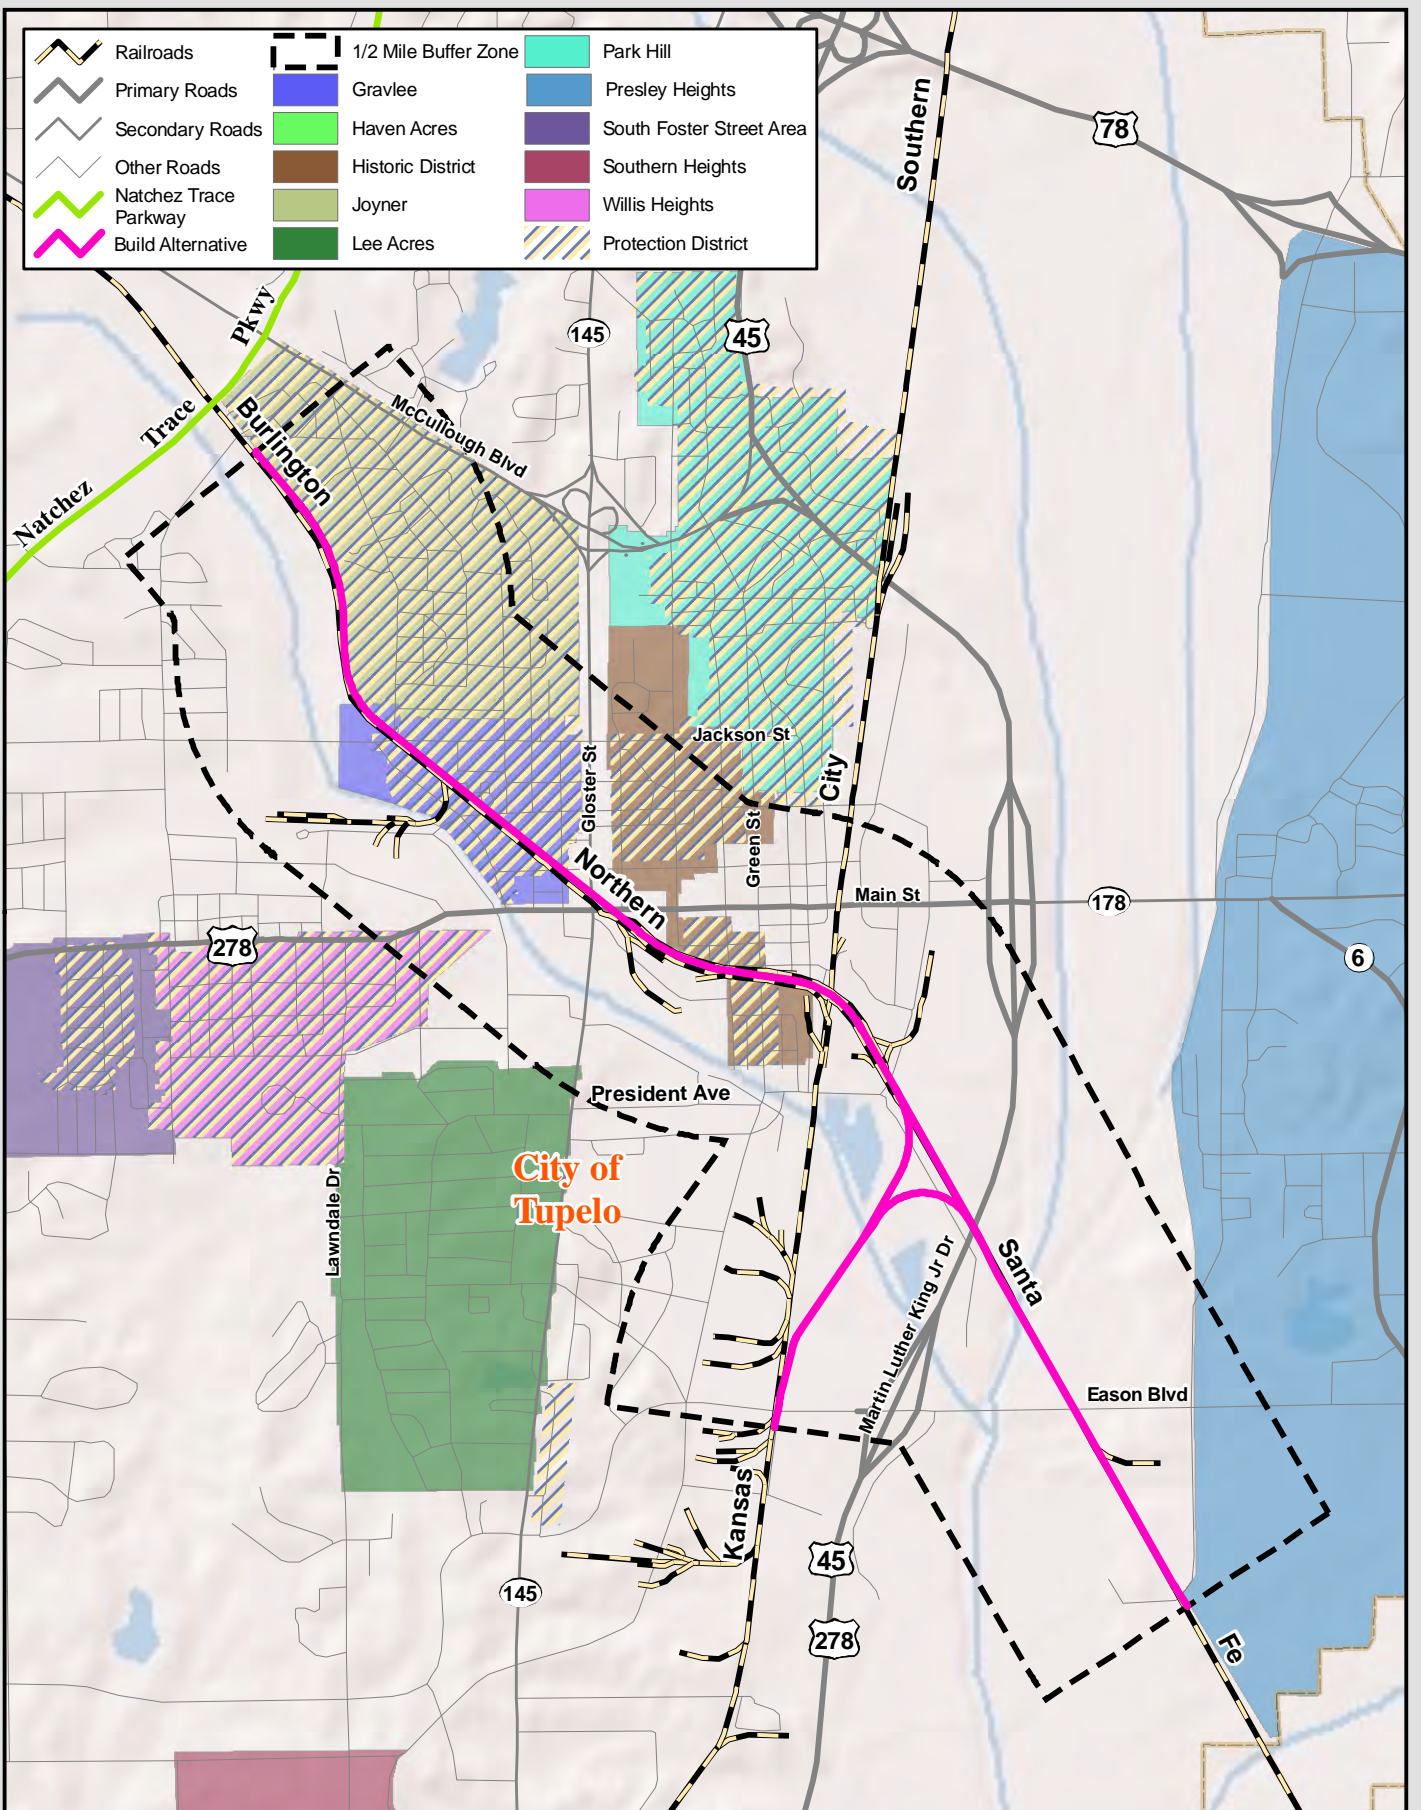 Railroads
Primary Roads
Secondary Roads
Other Roads
Natchez Trace
Parkway
Build Alternative
1/2 Mile Buffer Zone
Gravlee
Haven Acres
Historic District
Joyner
Lee Acres
Park Hill
Presley Heights
South Foster Street Area
Southern Heights
Willis Heights
Protection District
Southern
78
Pkwy
145
45
Trace
Burlington
McCullough Blvd
Natchez
Jackson St
City
Gloster St
Green St
Northern
Main St
178
278
6
President Ave
City of
Tupelo
Lawndale Dr
Santa
Martin Luther King Jr Dr
Eason Blvd
Kansas
45
145
278
Fe